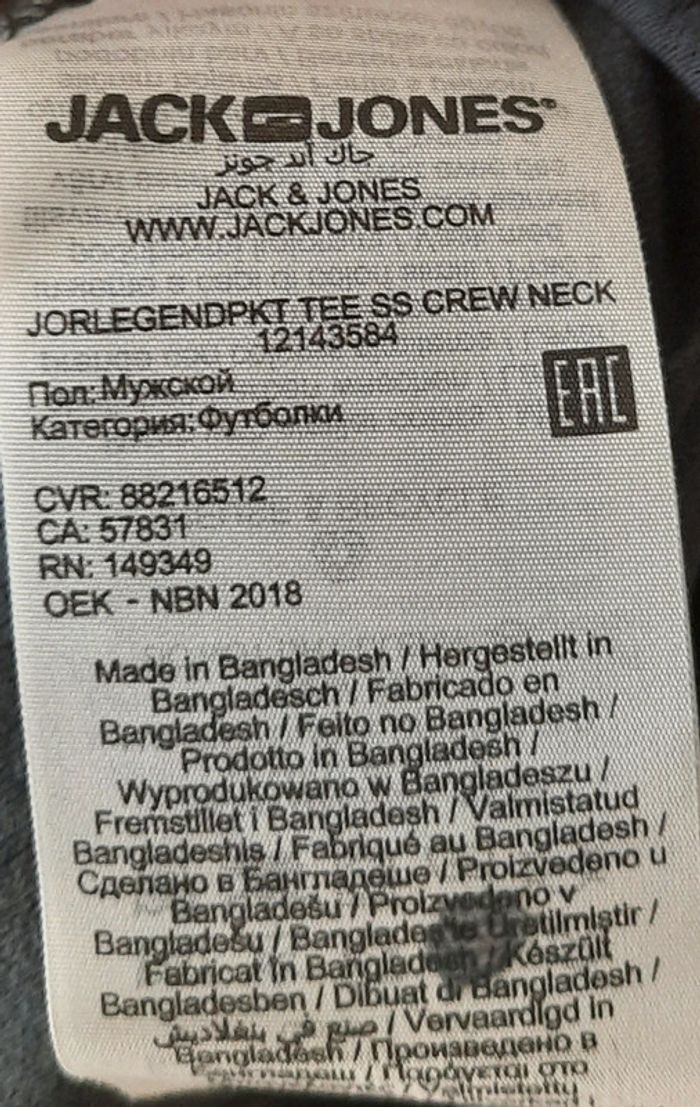 JACK JONES®
جاك آند جونز
JACK & JONES
WWW.JACKJONES.COM
JORLEGENDPKT TEE SS CREW NECK
12143584
Пол: Мужской
Категория: Футболки
EAC
CVR: 88216512
CA: 57831
RN: 149349
OEK - NBN 2018
Made in Bangladesh / Hergestellt in
Bangladesch / Fabricado en
Bangladesh / Feito no Bangladesh /
Prodotto in Bangladesh /
Wyprodukowano w Bangladeszu /
Fremstillet i Bangladesh / Valmistatud
Bangladeshis / Fabriqué au Bangladesh /
Сделано в Бангладеше / Proizvedeno u
Bangladešu / Proizvedeno v
Bangladešu / Üretilmiştir /
Fabricat în Bangladesh / Készült
Bangladesben / Dibuat di Bangladesh /
صنع في بنغلاديش / Vervaardigd in
Bangladesh / Произведено в
/ Παράγεται στο